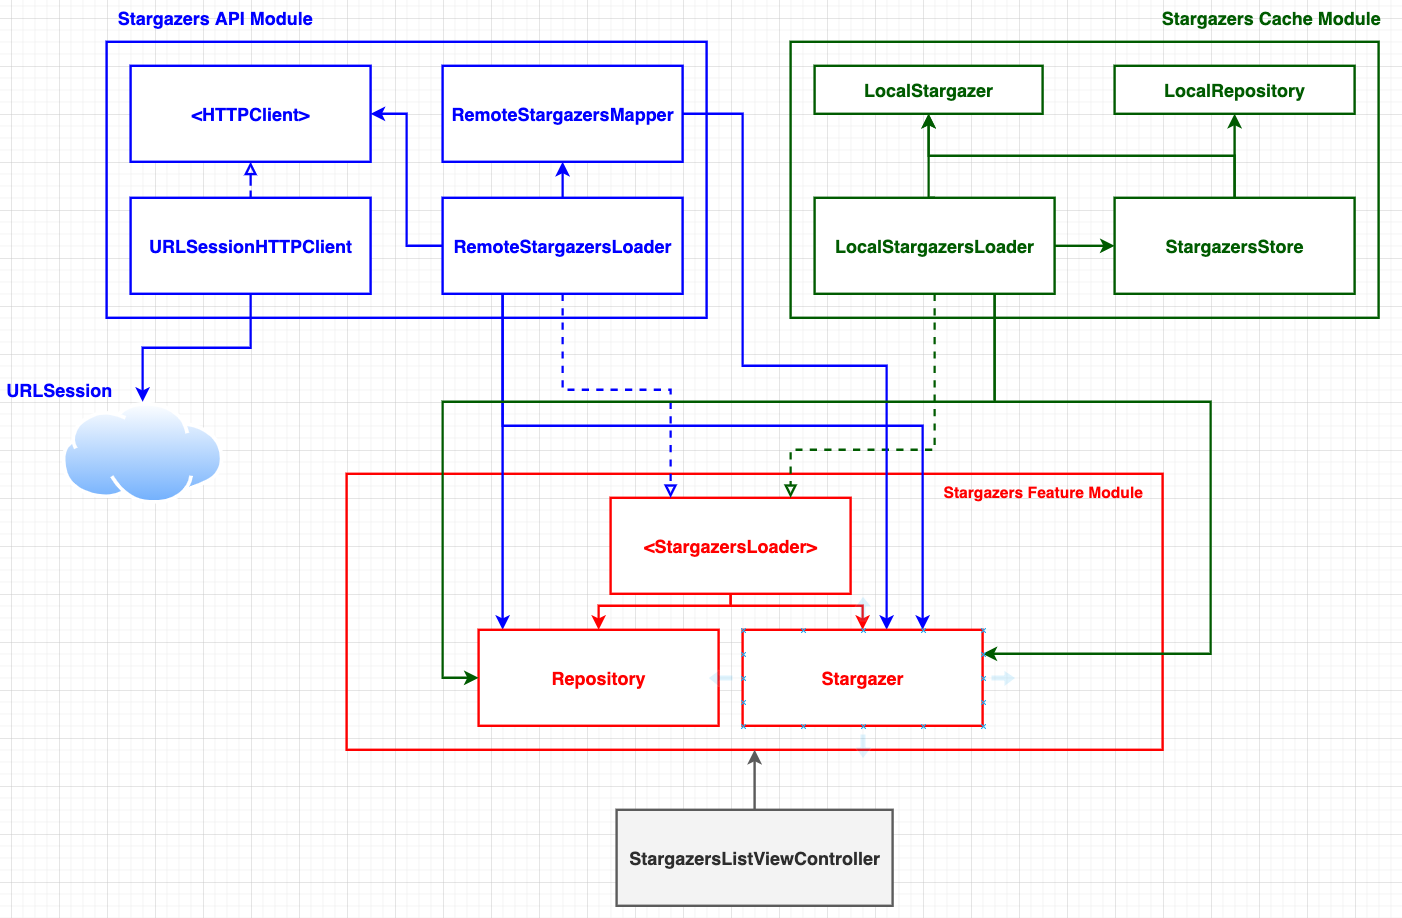 Stargazers API Module
Stargazers Cache Module
<HTTPClient>
RemoteStargazersMapper
LocalStargazer
LocalRepository
URLSessionHTTPClient
RemoteStargazersLoader
LocalStargazersLoader
StargazersStore
URLSession
Stargazers Feature Module
<StargazersLoader>
Repository
Stargazer
StargazersListViewController